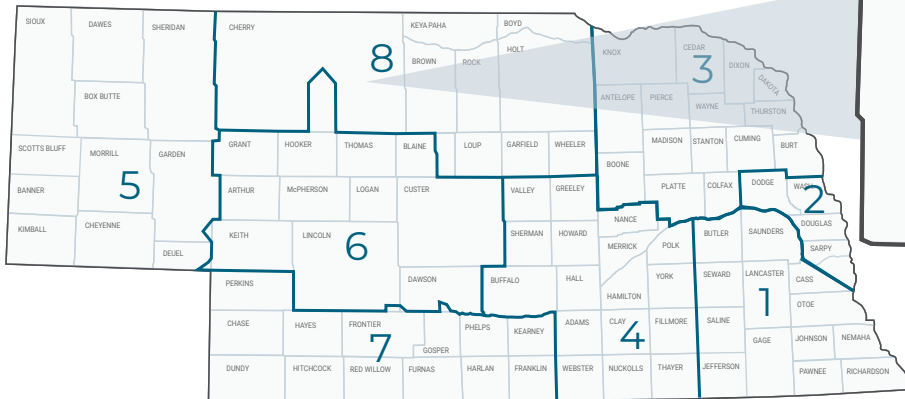 SIOUX
DAWES
SHERIDAN
BOX BUTTE
SCOTTS BLUFF
MORRILL
GARDEN
BANNER
5
KIMBALL
CHEYENNE
DEUEL
CHERRY
KEYA PAHA
BOYD
8
BROWN
ROCK
HOLT
GRANT
HOOKER
THOMAS
BLAINE
LOUP
GARFIELD
WHEELER
KNOX
CEDAR
3
DIXON
DAKOTA
ANTELOPE
PIERCE
WAYNE
THURSTON
MADISON
STANTON
CUMING
BURT
BOONE
PLATTE
COLFAX
DODGE
2
DOUGLAS
SARPY
ARTHUR
McPHERSON
LOGAN
CUSTER
VALLEY
GREELEY
KEITH
LINCOLN
6
SHERMAN
HOWARD
NANCE
MERRICK
POLK
BUTLER
SAUNDERS
PERKINS
DAWSON
BUFFALO
HALL
HAMILTON
YORK
SEWARD
LANCASTER
CASS
1
OTOE
CHASE
HAYES
FRONTIER
7
GOSPER
PHELPS
KEARNEY
ADAMS
CLAY
4
FILLMORE
SALINE
GAGE
JOHNSON
NEMAHA
DUNDY
HITCHCOCK
RED WILLOW
FURNAS
HARLAN
FRANKLIN
WEBSTER
NUCKOLLS
THAYER
JEFFERSON
PAWNEE
RICHARDSON